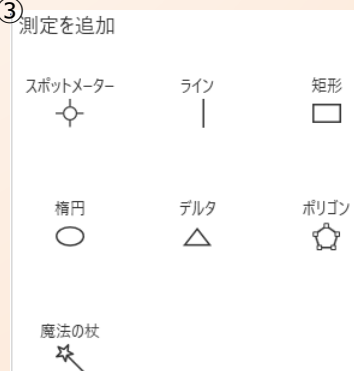 ③
測定を追加
スポットメーター ライン 矩形
楕円 デルタ ポリゴン
魔法の杖